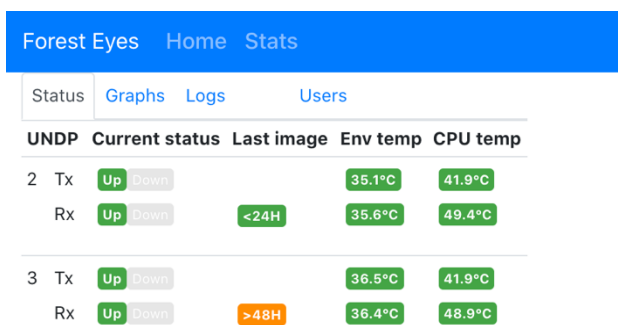 Forest Eyes Home Stats
Status Graphs Logs Users
UNDP Current status Last image Env temp CPU temp
2 Tx Up Down 35.1°C 41.9°C
Rx Up Down <24H 35.6°C 49.4°C
3 Tx Up Down 36.5°C 41.9°C
Rx Up Down >48H 36.4°C 48.9°C